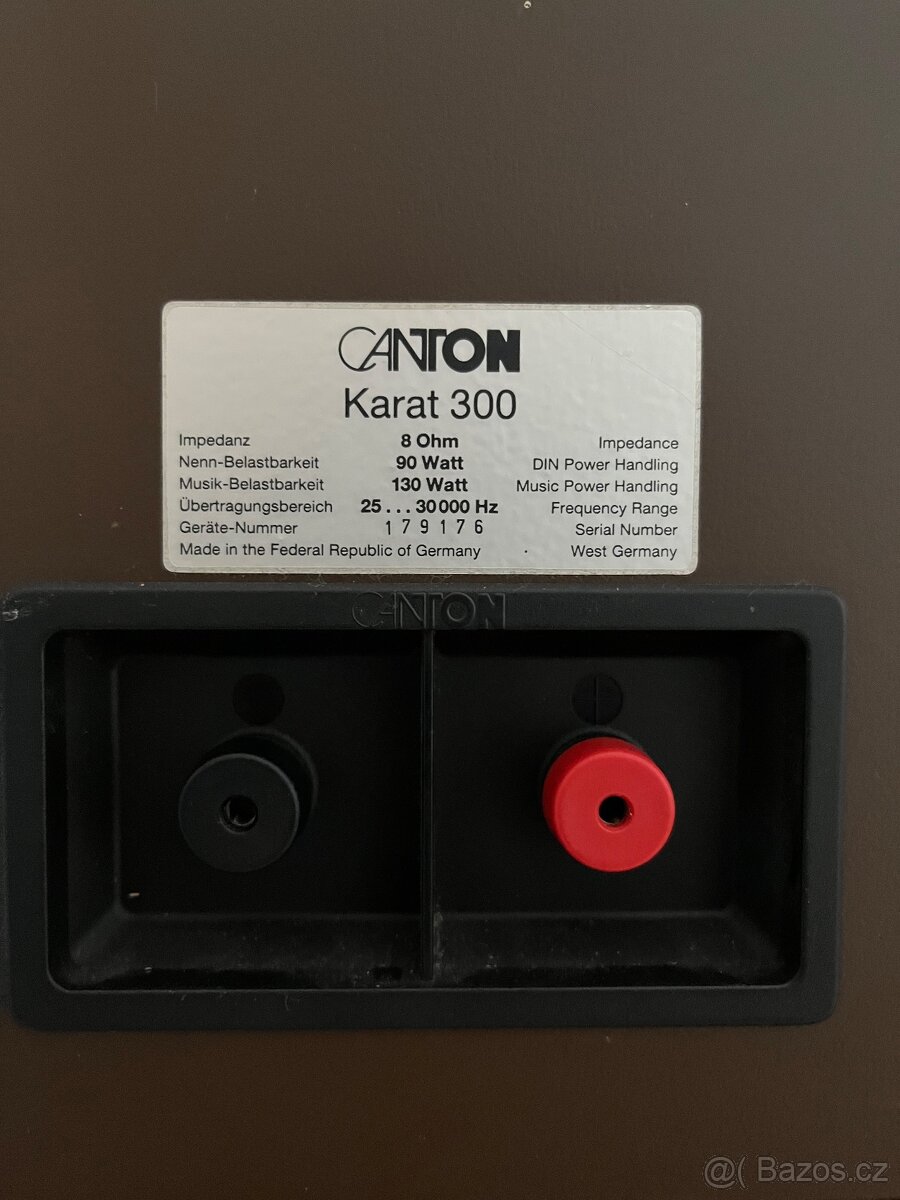 CANTON
Karat 300
Impedanz 8 Ohm Impedance
Nenn-Belastbarkeit 90 Watt DIN Power Handling
Musik-Belastbarkeit 130 Watt Music Power Handling
Übertragungsbereich 25...30 000 Hz Frequency Range
Geräte-Nummer 179176 Serial Number
Made in the Federal Republic of Germany West Germany
CANTON
@( Bazos.cz